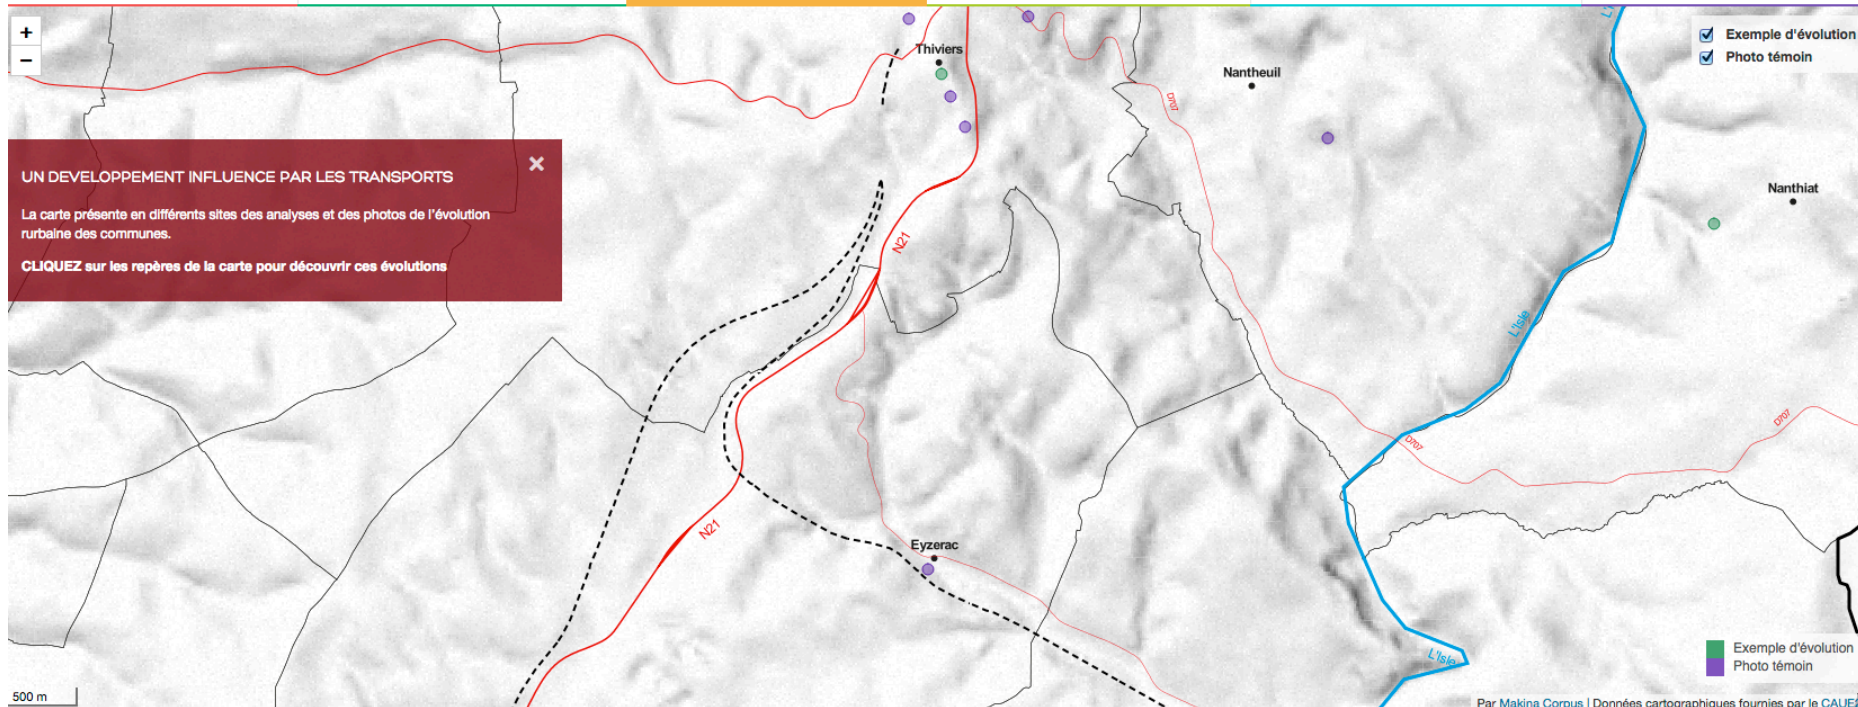 +
−
Thiviers
Nantheuil
Nanthiat
Exemple d'évolution
Photo témoin
D707
UN DEVELOPPEMENT INFLUENCE PAR LES TRANSPORTS
×
La carte présente en différents sites des analyses et des photos de l'évolution
rurbaine des communes.
CLIQUEZ sur les repères de la carte pour découvrir ces évolutions
N21
L'Isle
D707
D707
N21
Eyzerac
L'Isle
Exemple d'évolution
Photo témoin
500 m
Par Makina Corpus | Données cartographiques fournies par le CAUE